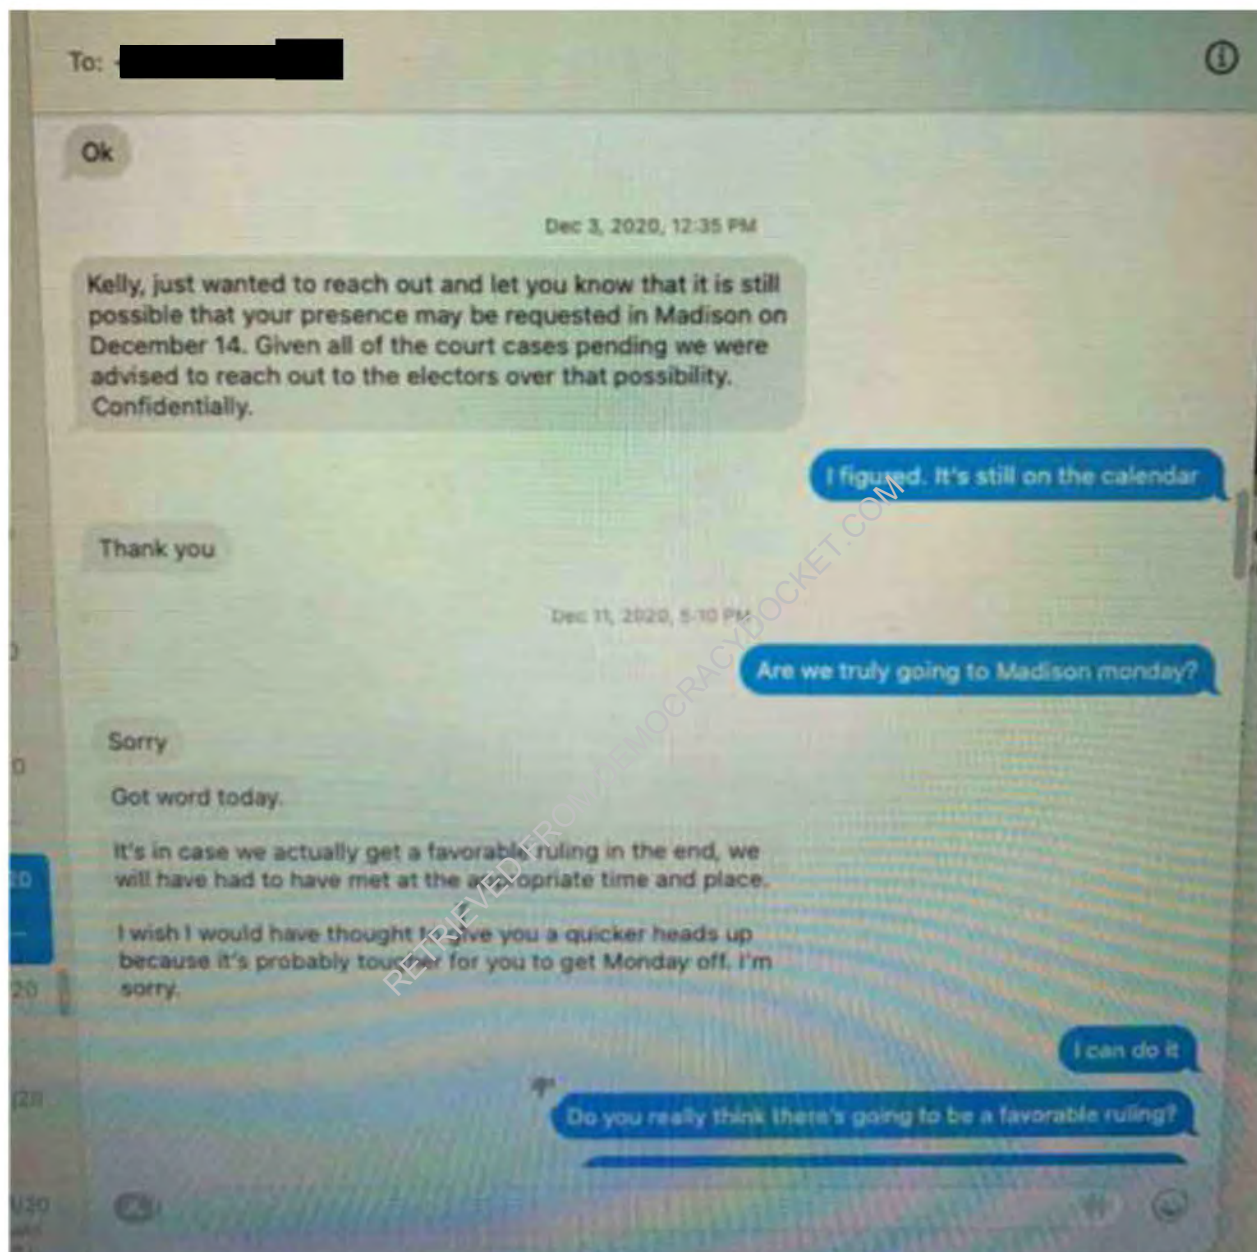 To:
Ok
Dec 3, 2020, 12:35 PM
Kelly, just wanted to reach out and let you know that it is still
possible that your presence may be requested in Madison on
December 14. Given all of the court cases pending we were
advised to reach out to the electors over that possibility.
Confidentially.
I figured. It's still on the calendar
Thank you
Dec 11, 2020, 5:10 PM
Are we truly going to Madison monday?
Sorry
Got word today.
It's in case we actually get a favorable ruling in the end, we
will have had to have met at the appropriate time and place.
I wish I would have thought to give you a quicker heads up
because it's probably tougher for you to get Monday off. I'm
sorry.
I can do it
Do you really think there's going to be a favorable ruling?
RETRIEVED FROM DEMOCRACYDOCKET.COM
20
20
/20